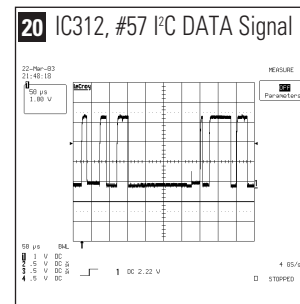 20 IC312, #57 I²C DATA Signal
22-Mar-03
21:48:18
1
50 µs
1.00 V
LeCroy
MEASURE
OFF
Parameters
1
50 µs BWL
1 1 V DC
2 .5 V DC
3 .5 V DC
4 .5 V DC
1 DC 2.22 V
4 GS/s
STOPPED